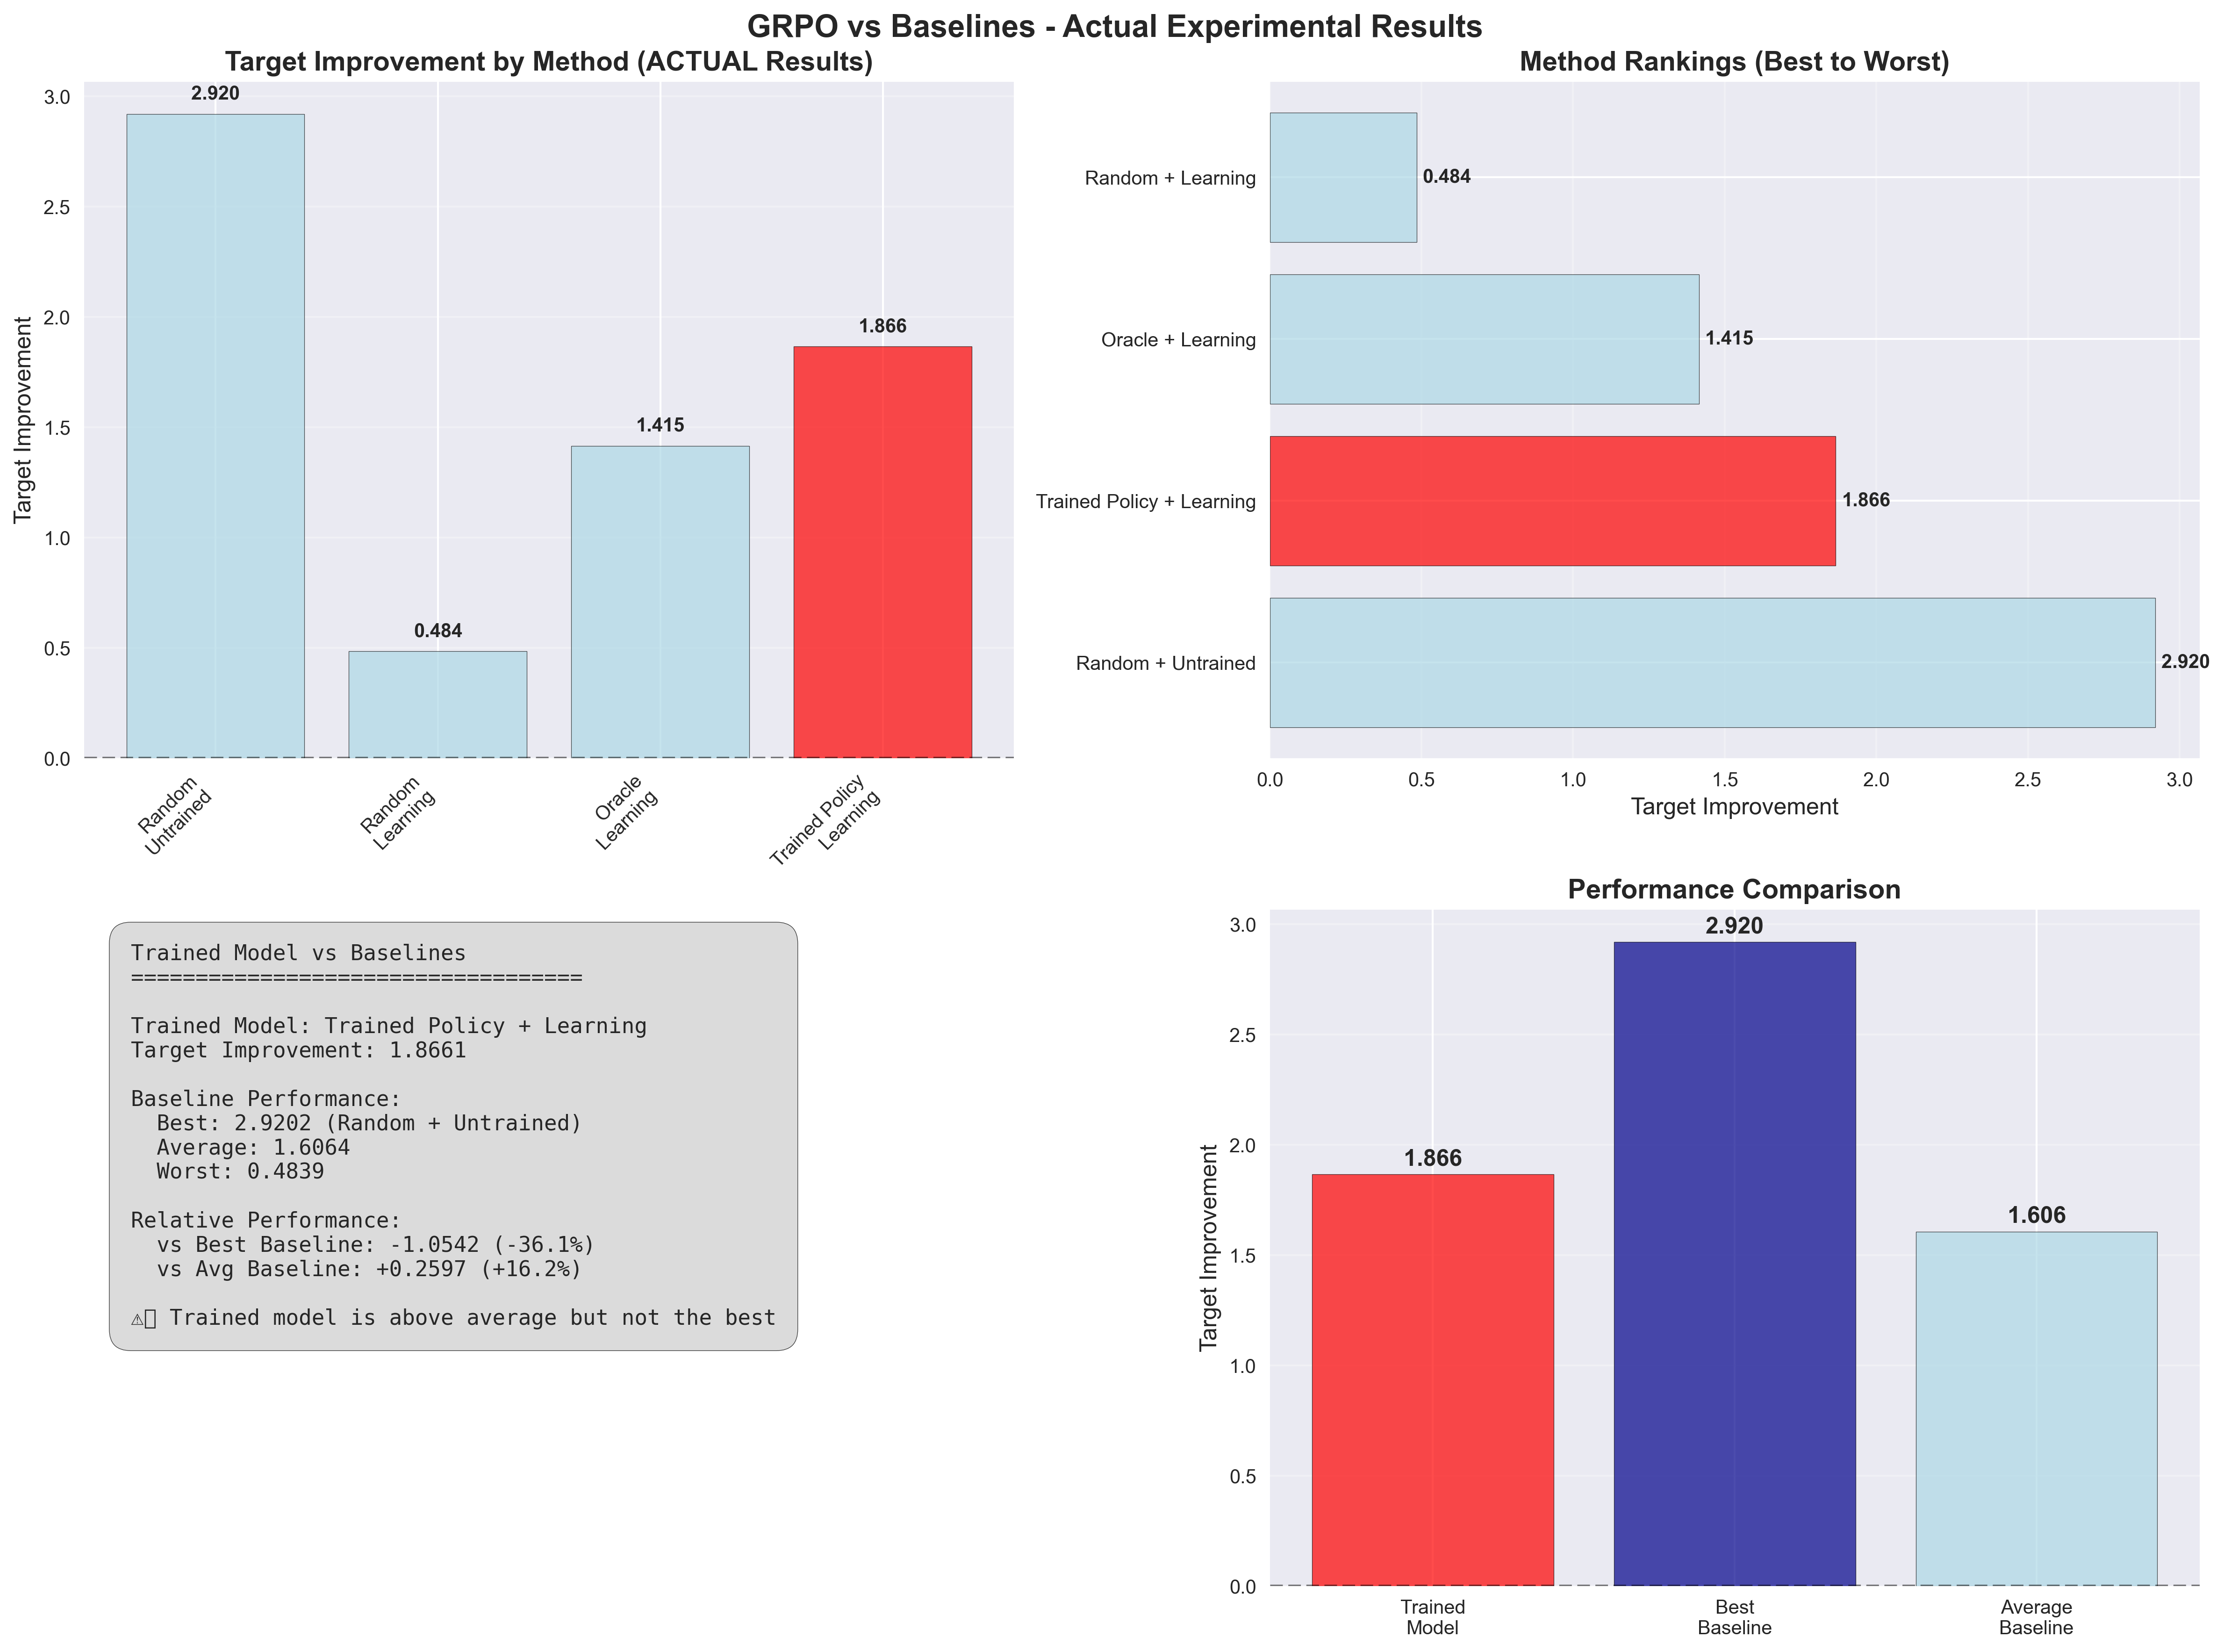 GRPO vs Baselines - Actual Experimental Results
Target Improvement by Method (ACTUAL Results)
Target Improvement
3.0
2.5
2.0
1.5
1.0
0.5
0.0
2.920
0.484
1.415
1.866
Random
Untrained
Random
Learning
Oracle
Learning
Trained Policy
Learning
Method Rankings (Best to Worst)
Random + Learning
0.484
Oracle + Learning
1.415
Trained Policy + Learning
1.866
Random + Untrained
2.920
0.0 0.5 1.0 1.5 2.0 2.5 3.0
Target Improvement
Trained Model vs Baselines
===================================
Trained Model: Trained Policy + Learning
Target Improvement: 1.8661
Baseline Performance:
Best: 2.9202 (Random + Untrained)
Average: 1.6064
Worst: 0.4839
Relative Performance:
vs Best Baseline: -1.0542 (-36.1%)
vs Avg Baseline: +0.2597 (+16.2%)
⚠ Trained model is above average but not the best
Performance Comparison
Target Improvement
3.0
2.5
2.0
1.5
1.0
0.5
0.0
1.866
2.920
1.606
Trained
Model
Best
Baseline
Average
Baseline